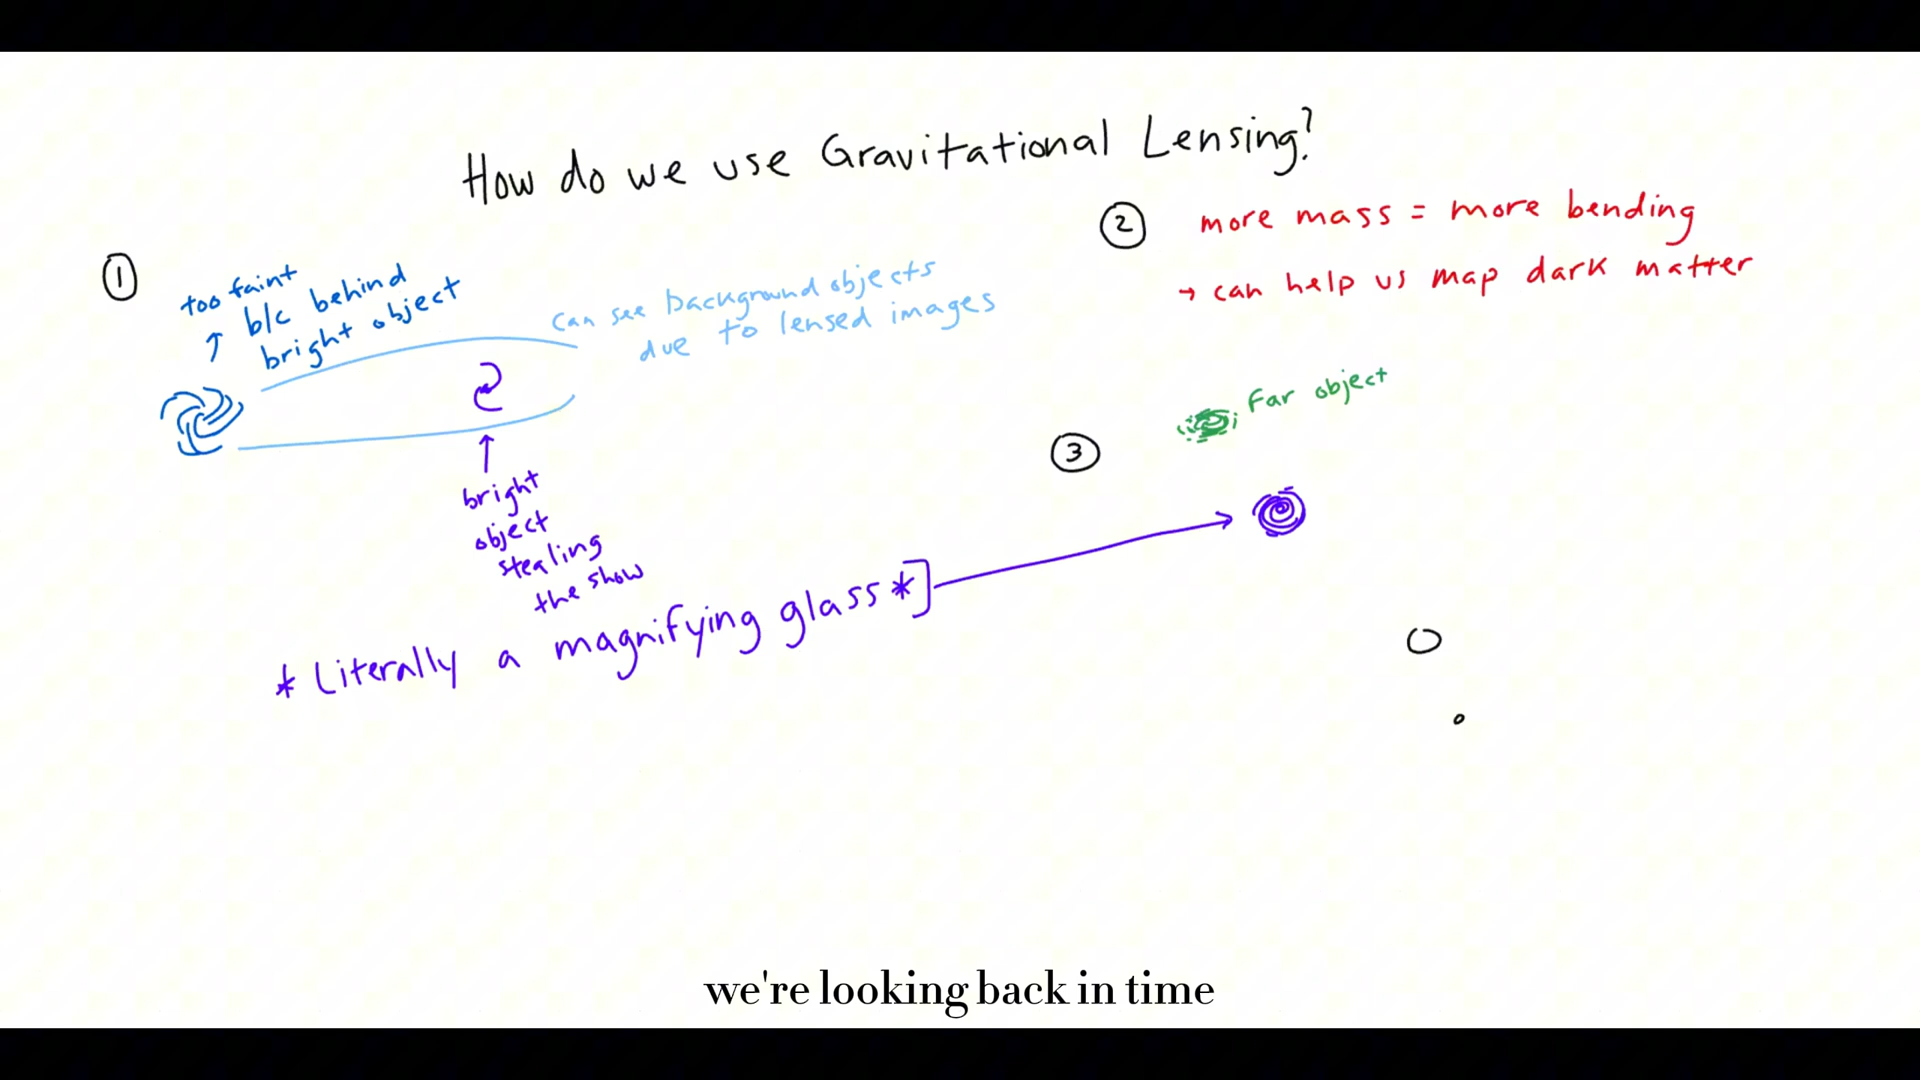 How do we use Gravitational Lensing?
①
too faint
↑ b/c behind
bright object
can see background objects
due to lensed images
↑
bright
object
stealing
the show
* Literally a magnifying glass *]
② more mass = more bending
→ can help us map dark matter
③
Far object
we're looking back in time